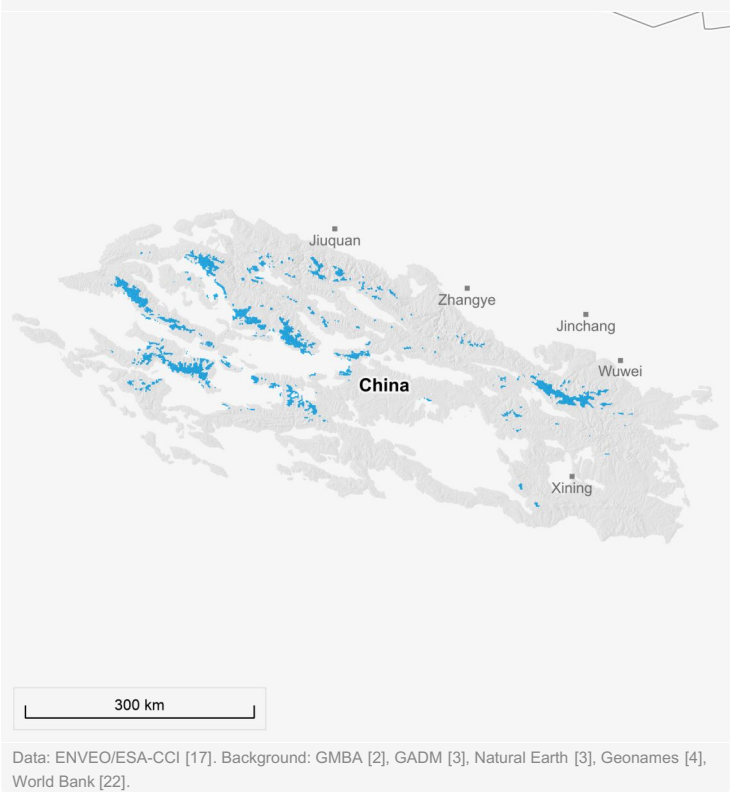 Jiuquan
Zhangye
Jinchang
Wuwei
China
Xining
300 km
Data: ENVEO/ESA-CCI [17]. Background: GMBA [2], GADM [3], Natural Earth [3], Geonames [4],
World Bank [22].